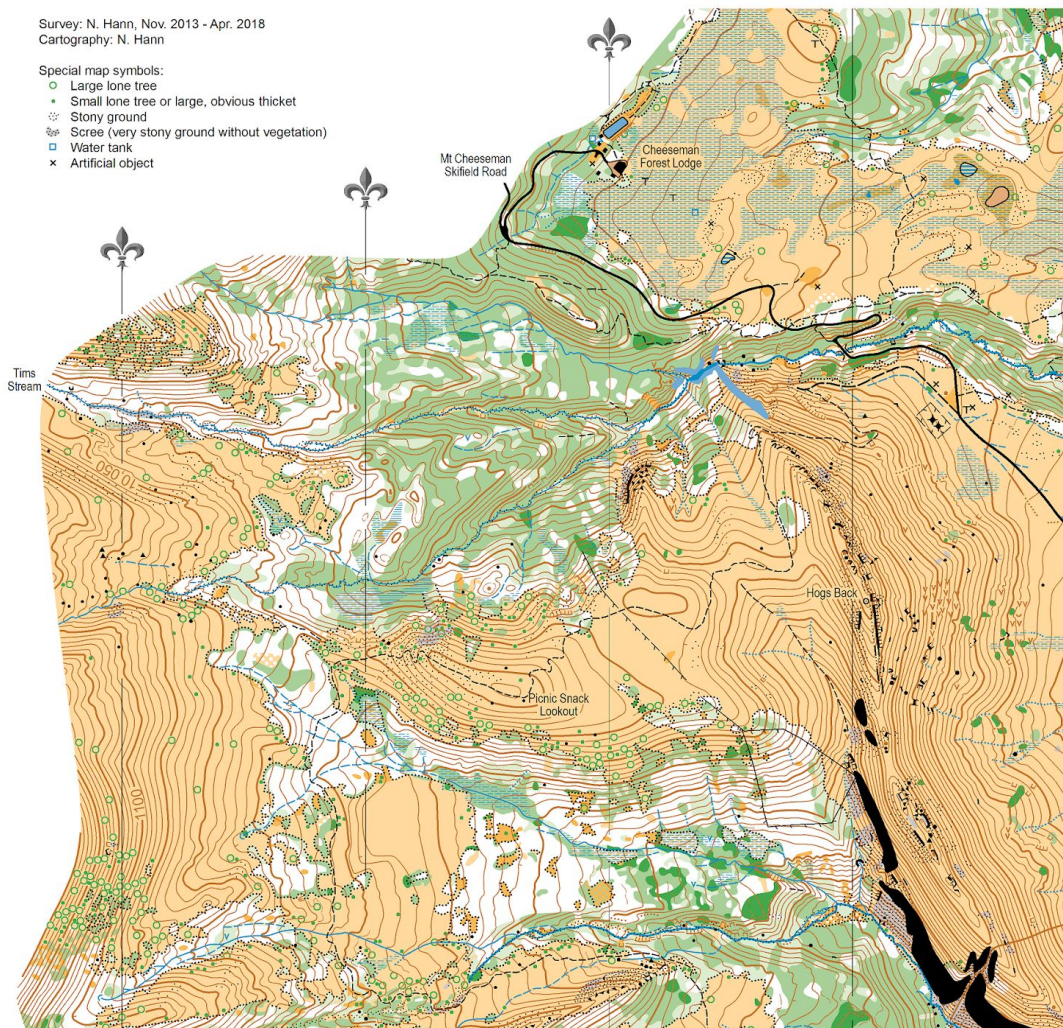 Survey: N. Hann, Nov. 2013 - Apr. 2018
Cartography: N. Hann
Special map symbols:
Large lone tree
Small lone tree or large, obvious thicket
Stony ground
Scree (very stony ground without vegetation)
Water tank
Artificial object
Mt Cheeseman
Skifield Road
Cheeseman
Forest Lodge
Tims
Stream
1050
Hogs Back
Picnic Snack
Lookout
1100